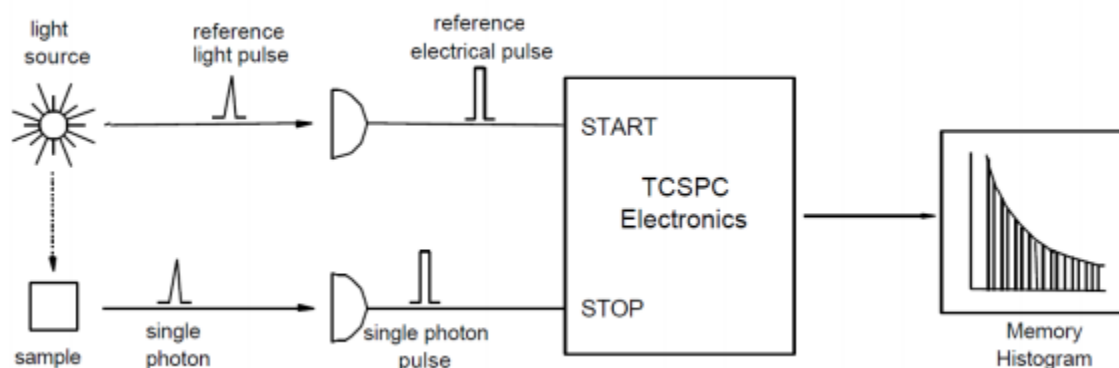 light
source
reference
light pulse
reference
electrical pulse
START
TCSPC
Electronics
STOP
sample
single
photon
single photon
pulse
Memory
Histogram